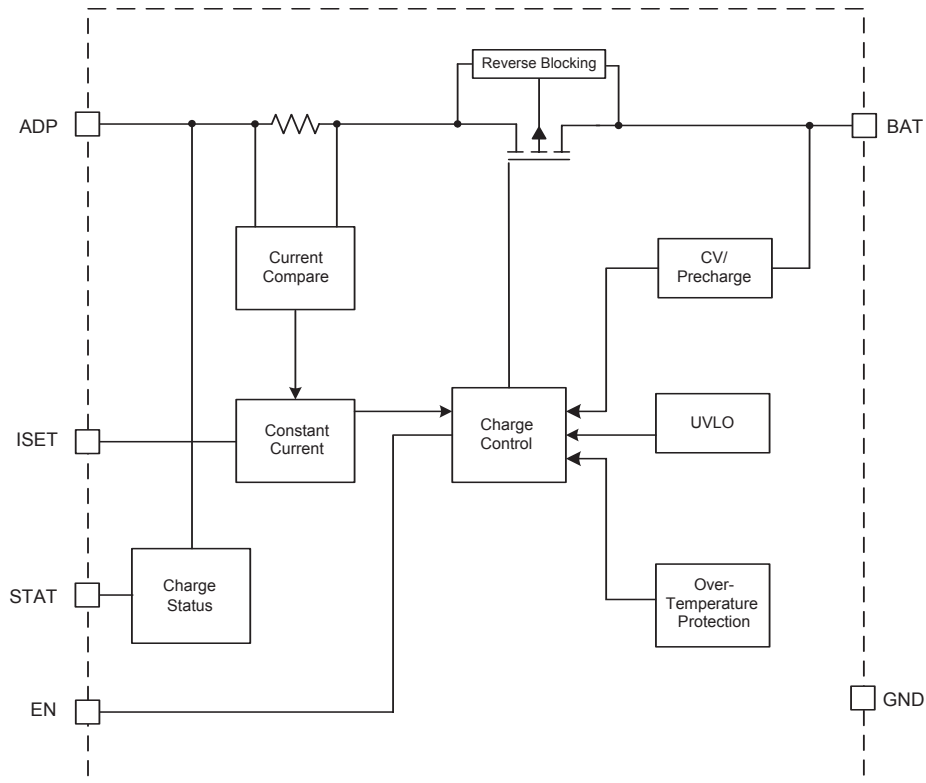 Reverse Blocking
ADP
BAT
Current
Compare
CV/
Precharge
ISET
Constant
Current
Charge
Control
UVLO
STAT
Charge
Status
Over-
Temperature
Protection
EN
GND